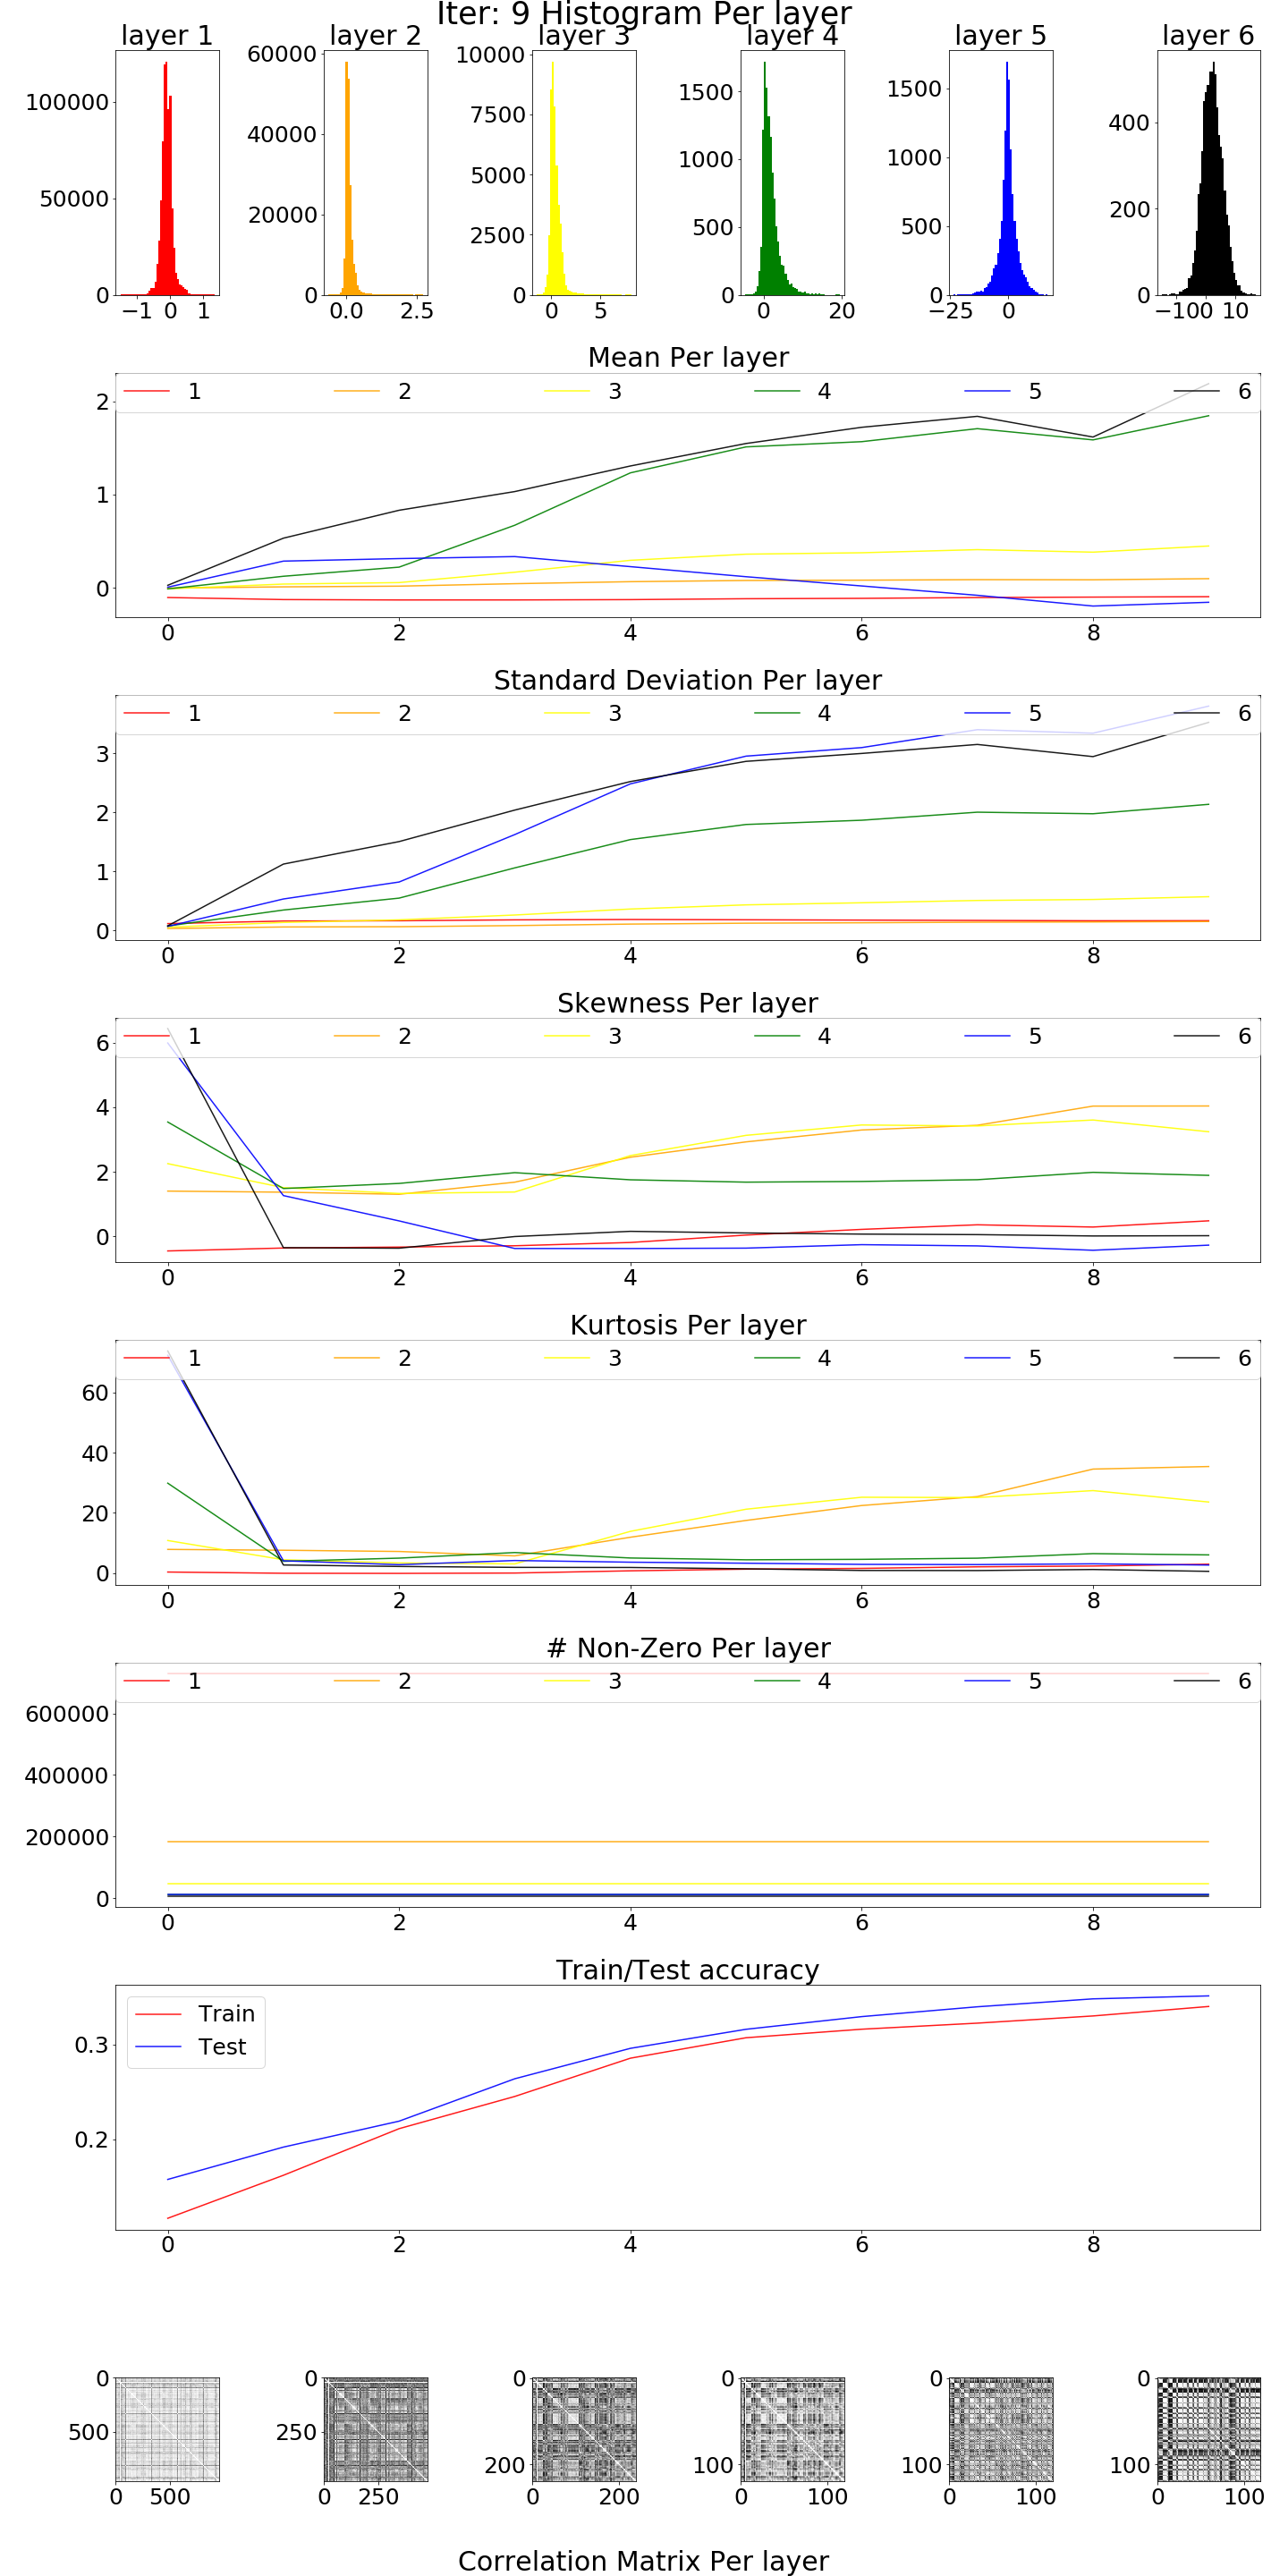 Iter: 9 Histogram Per layer
layer 1 layer 2 layer 3 layer 4 layer 5 layer 6
100000 50000 0
−1 0 1
60000 40000 20000 0
0.0 2.5
10000 7500 5000 2500 0
0 5
1500 1000 500 0
0 20
1500 1000 500 0
−25 0
400 200 0
−10 0 10
Mean Per layer
1 2 3 4 5 6
2
1
0
0 2 4 6 8
Standard Deviation Per layer
1 2 3 4 5 6
3
2
1
0
0 2 4 6 8
Skewness Per layer
1 2 3 4 5 6
6
4
2
0
0 2 4 6 8
Kurtosis Per layer
1 2 3 4 5 6
60
40
20
0
0 2 4 6 8
# Non-Zero Per layer
1 2 3 4 5 6
600000
400000
200000
0
0 2 4 6 8
Train/Test accuracy
Train
Test
0.3
0.2
0 2 4 6 8
0 500
0 500
0 250
0 250
0 200
0 200
0 100
0 100
0 100
0 100
0 100
0 100
Correlation Matrix Per layer